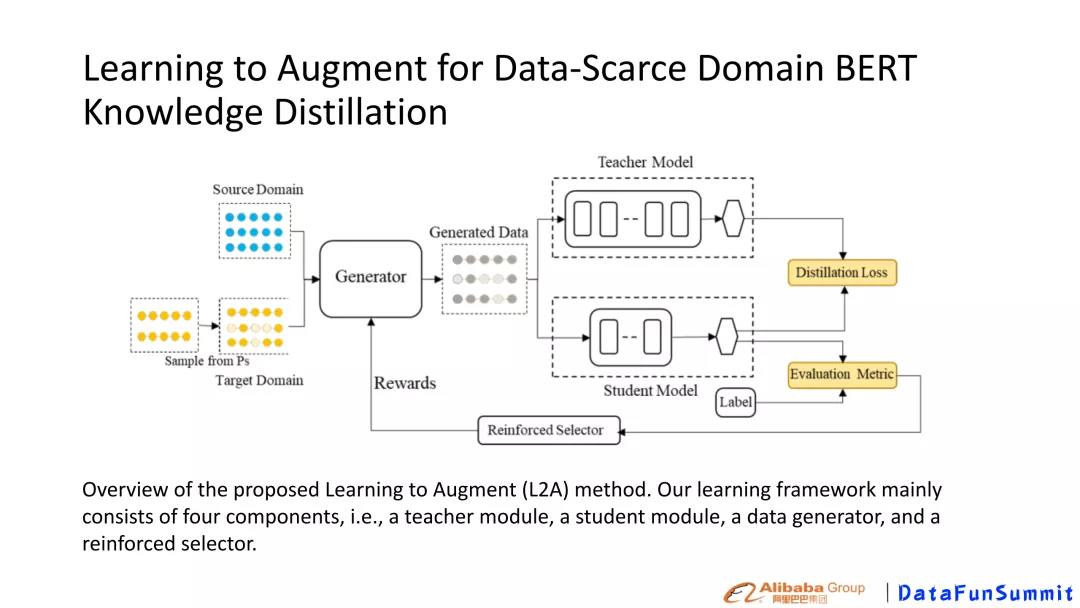 Learning to Augment for Data-Scarce Domain BERT
Knowledge Distillation
Teacher Model
Source Domain
Generated Data
Generator
Distillation Loss
Sample from Ps
Target Domain
Rewards
Student Model
Evaluation Metric
Label
Reinforced Selector
Overview of the proposed Learning to Augment (L2A) method. Our learning framework mainly
consists of four components, i.e., a teacher module, a student module, a data generator, and a
reinforced selector.
Alibaba Group
阿里巴巴集团
DataFunSummit